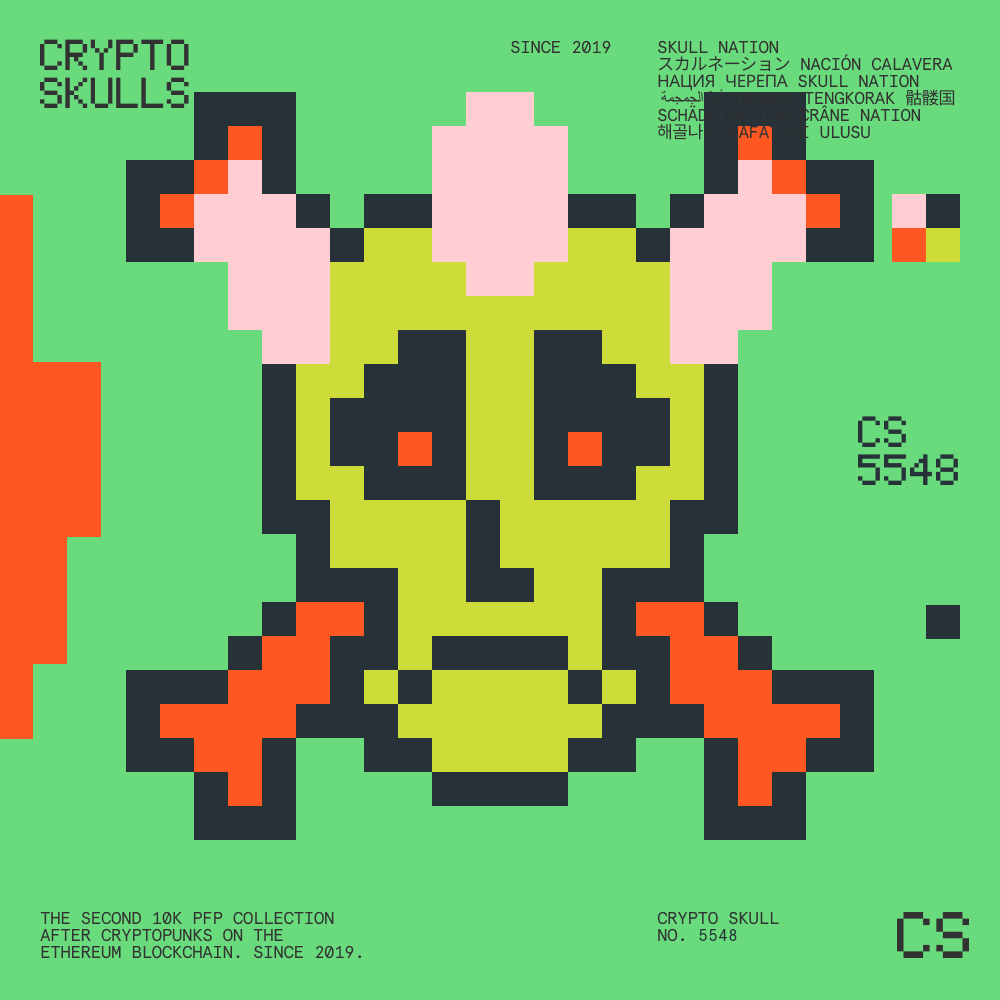 CRYPTO
SKULLS
SINCE 2019
SKULL NATION
スカルネーション NACIÓN CALAVERA
НАЦИЯ ЧЕРЕПА SKULL NATION
TENGKORAK 骷髅国
CRÂNE NATION
ULUSU
CS
5548
THE SECOND 10K PFP COLLECTION
AFTER CRYPTOPUNKS ON THE
ETHEREUM BLOCKCHAIN. SINCE 2019.
CRYPTO SKULL
NO. 5548
CS